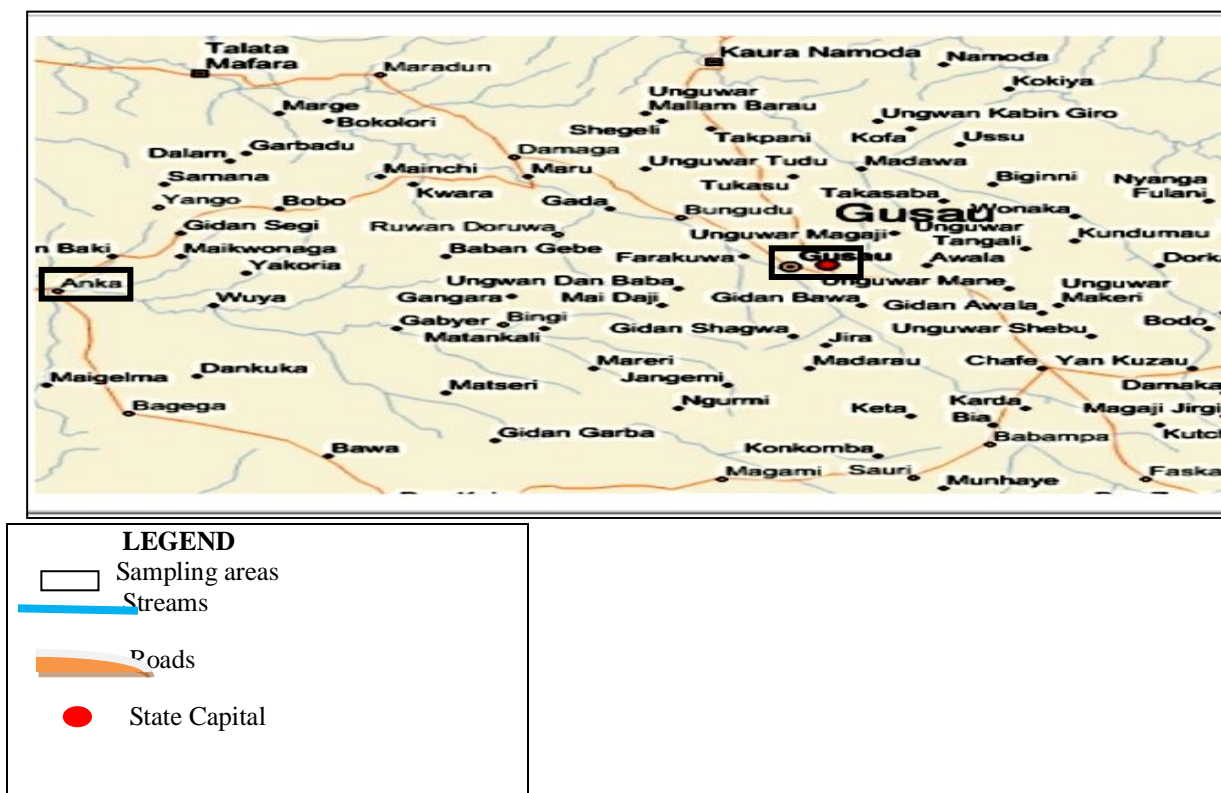 Talata
Mafara
Maradun
Kaura Namoda
Namoda
Kokiya
Marge
Bokolori
Unguwar
Mallam Barau
Shegeli
Takpani
Ungwan Kabin Giro
Kofa
Ussu
Dalam
Garbadu
Damaga
Samana
Mainchi
Maru
Unguwar Tudu
Madawa
Kwara
Tukasu
Takasaba
Biginni
Nyanga
Fulani
Yango
Bobo
Gada
Bungudu
Gusau
Wonaka
Gidan Segi
Ruwan Doruwa
Unguwar Magaji
Unguwar
Tangali
Kundumau
n Baki
Maikwonaga
Baban Gebe
Farakuwa
Gusau
Awala
Dorka
Yakoria
Anka
Ungwan Dan Baba
Unguwar Mane
Unguwar
Makeri
Wuya
Gangara
Mai Daji
Gidan Bawa
Gidan Awala
Gabyer
Bingi
Matankali
Gidan Shagwa
Jira
Unguwar Shebu
Bodo
Dankuka
Mareri
Madarau
Chafe
Yan Kuzau
Maigelma
Matseri
Jangemi
Damaka
Bagega
Ngurmi
Keta
Karda
Bia
Magaji Jirgi
Gidan Garba
Babampa
Kutch
Bawa
Konkomba
Magami
Sauri
Munhaye
Faska
LEGEND
Sampling areas
Streams
Roads
State Capital